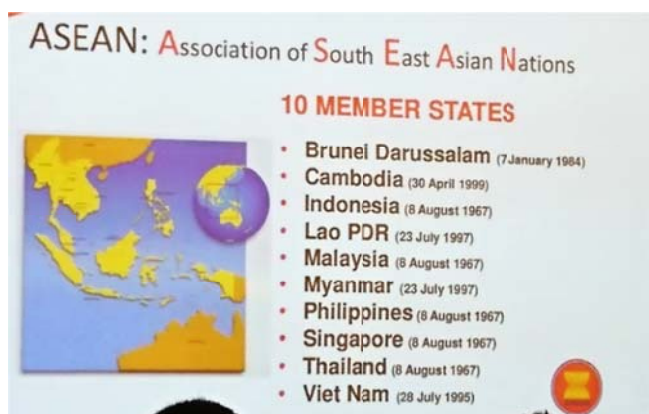 ASEAN: Association of South East Asian Nations
10 MEMBER STATES
• Brunei Darussalam (7 January 1984)
• Cambodia (30 April 1999)
• Indonesia (8 August 1967)
• Lao PDR (23 July 1997)
• Malaysia (8 August 1967)
• Myanmar (23 July 1997)
• Philippines (8 August 1967)
• Singapore (8 August 1967)
• Thailand (8 August 1967)
• Viet Nam (28 July 1995)